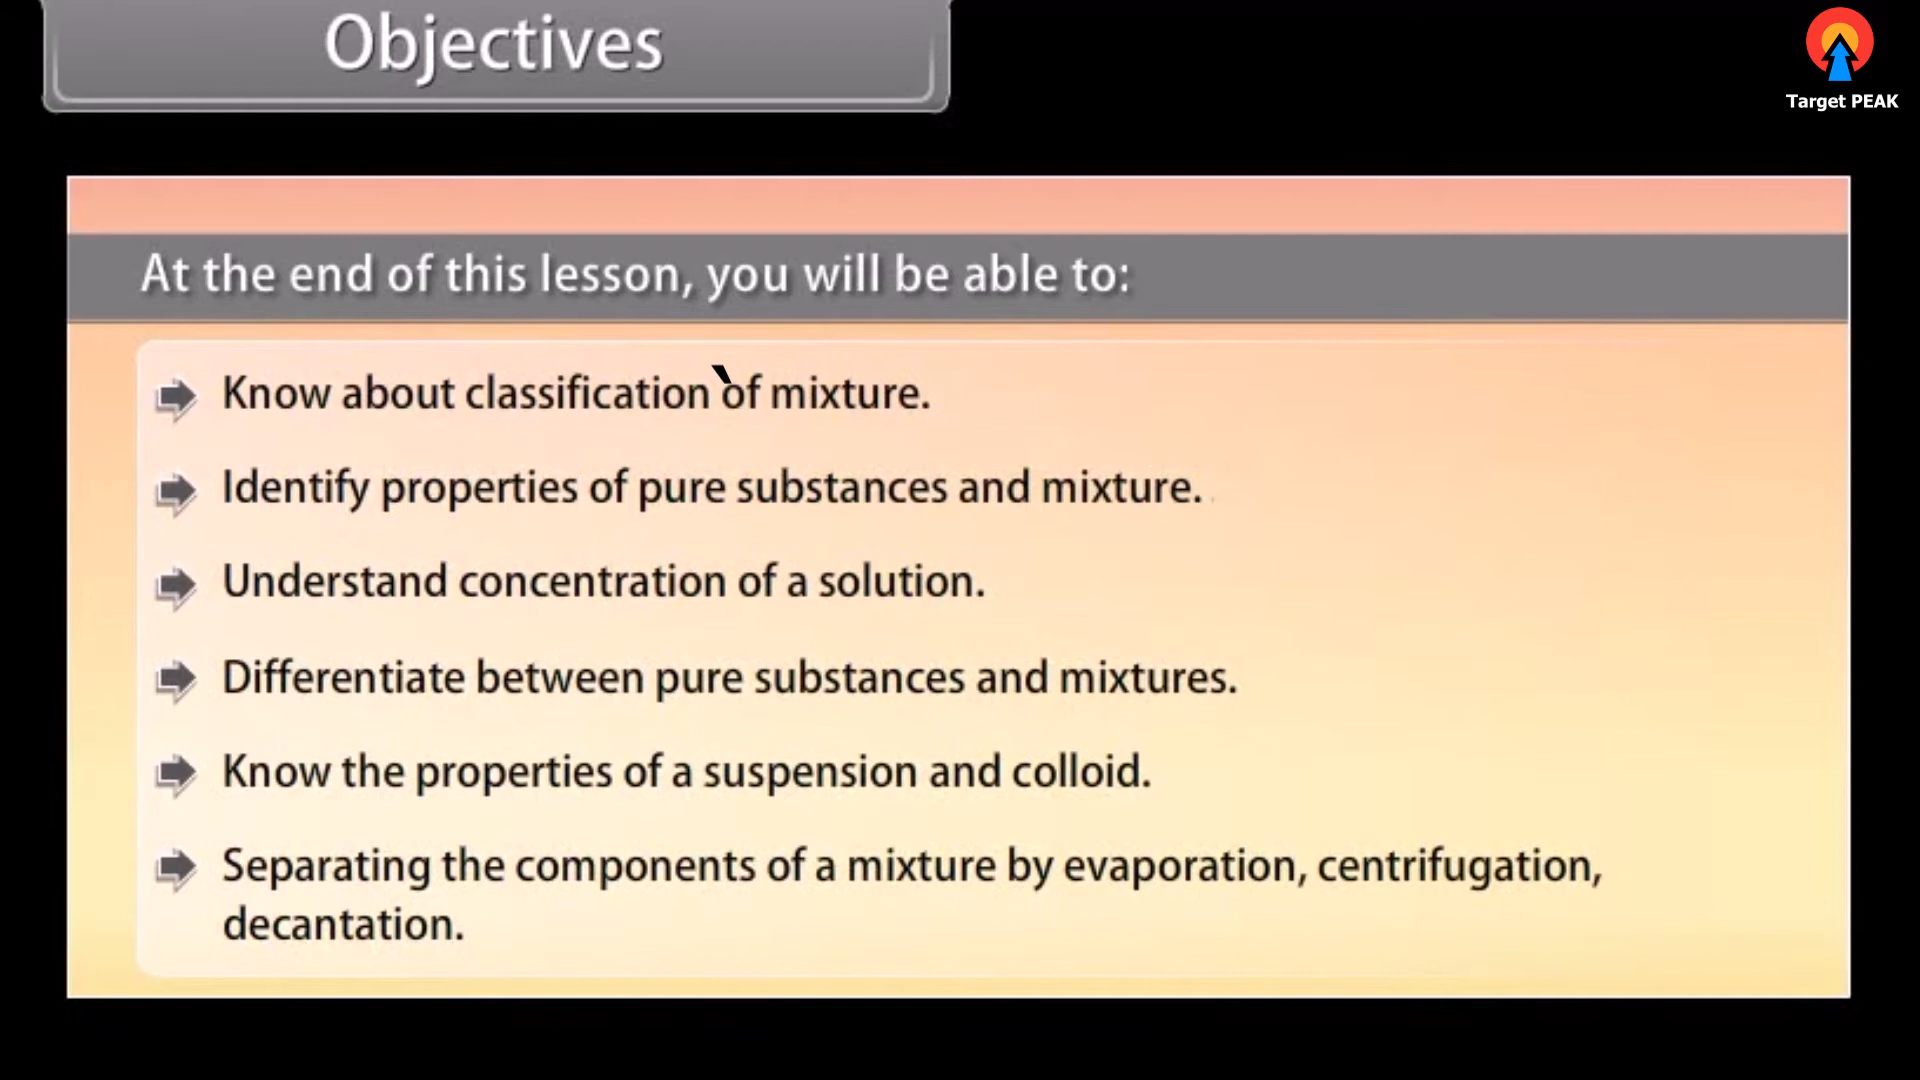 Objectives
Target PEAK
At the end of this lesson, you will be able to:
Know about classification`of mixture.
Identify properties of pure substances and mixture.
Understand concentration of a solution.
Differentiate between pure substances and mixtures.
Know the properties of a suspension and colloid.
Separating the components of a mixture by evaporation, centrifugation,
decantation.